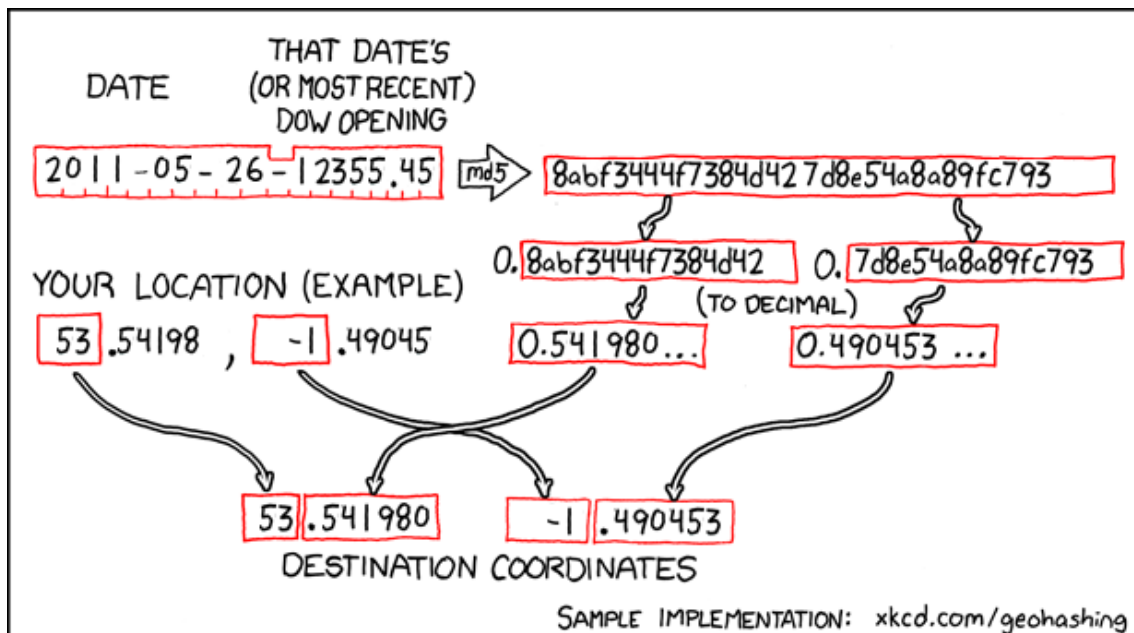 THAT DATE'S
DATE (OR MOST RECENT)
DOW OPENING
2011-05-26-12355.45 md5 8abf3444f7384d427d8e54a8a89fc793
0.8abf3444f7384d42 0.7d8e54a8a89fc793
YOUR LOCATION (EXAMPLE) (TO DECIMAL)
53.54198, -1.49045 0.541980... 0.490453...
53.541980 -1.490453
DESTINATION COORDINATES
SAMPLE IMPLEMENTATION: xkcd.com/geohashing